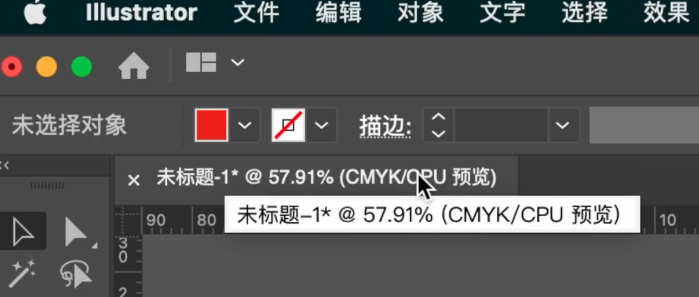 Illustrator 文件 编辑 对象 文字 选择 效果
未选择对象 描边:
× 未标题-1* @ 57.91% (CMYK/CPU 预览)
未标题-1* @ 57.91% (CMYK/CPU 预览)
90 80 10
30
2